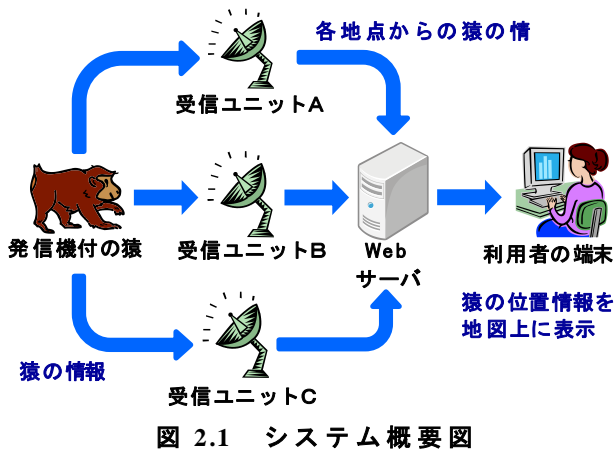 各地点からの猿の情
受信ユニットA
発信機付の猿
受信ユニットB
Web
サーバ
利用者の端末
猿の位置情報を
地図上に表示
猿の情報
受信ユニットC
図 2.1 システム概要図